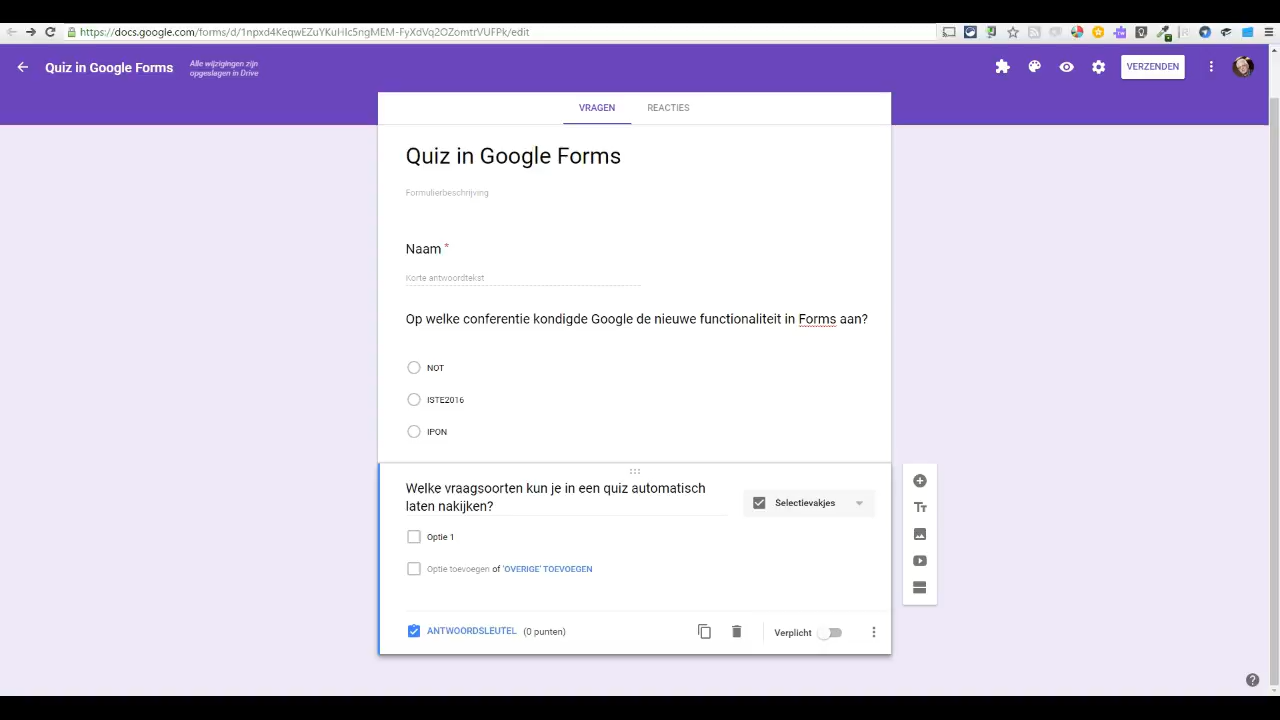 https://docs.google.com/forms/d/1npxd4KeqwEZuYKuHIc5ngMEM-FyXdVq2OZomtrVUFPk/edit
Quiz in Google Forms
Alle wijzigingen zijn
opgeslagen in Drive
VERZENDEN
VRAGEN
REACTIES
Quiz in Google Forms
Formulierbeschrijving
Naam *
Korte antwoordtekst
Op welke conferentie kondigde Google de nieuwe functionaliteit in Forms aan?
NOT
ISTE2016
IPON
Welke vraagsoorten kun je in een quiz automatisch
laten nakijken?
Selectievakjes
Optie 1
Optie toevoegen of 'OVERIGE' TOEVOEGEN
ANTWOORDSLEUTEL (0 punten)
Verplicht